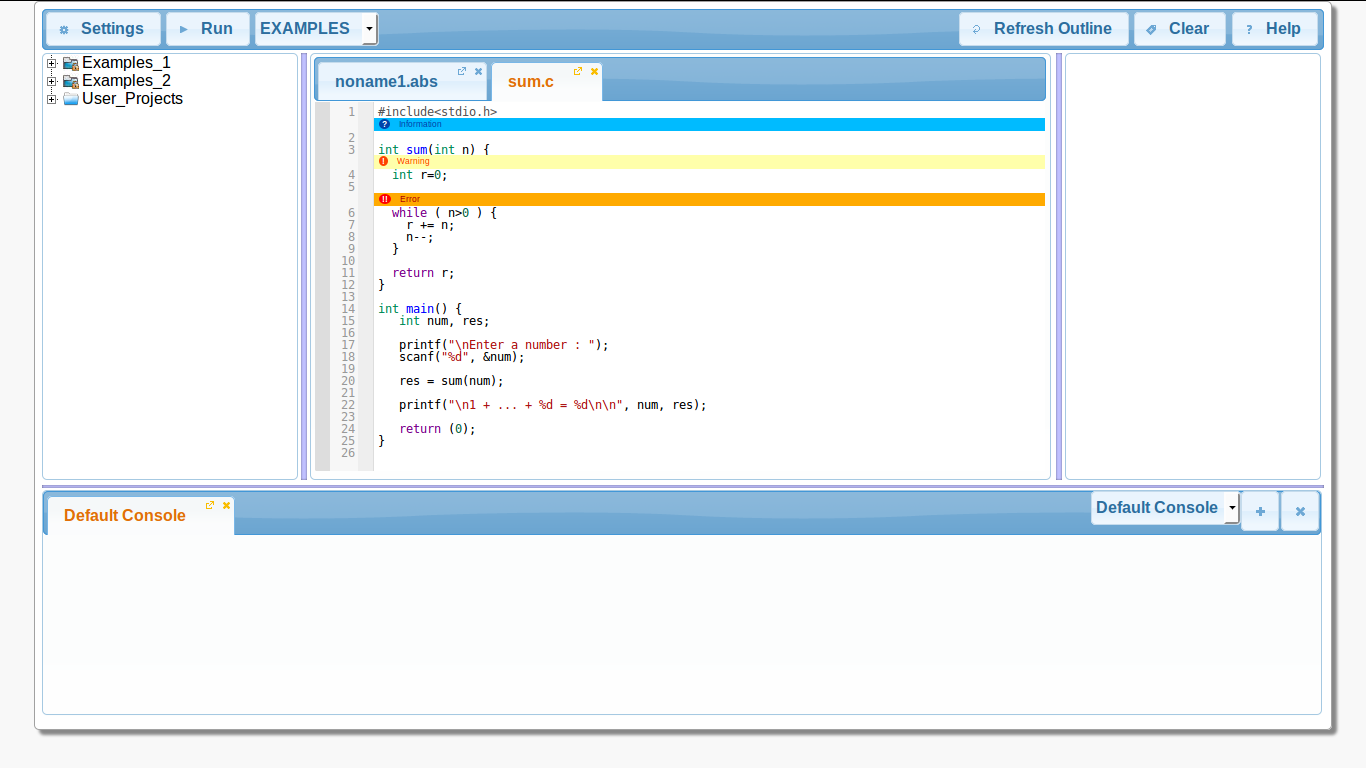 Settings Run EXAMPLES Refresh Outline Clear Help
Examples_1
Examples_2
User_Projects
noname1.abs sum.c
1 #include<stdio.h>
Information
2
3 int sum(int n) {
Warning
4 int r=0;
5
Error
6 while ( n>0 ) {
7 r += n;
8 n--;
9 }
10
11 return r;
12 }
13
14 int main() {
15 int num, res;
16
17 printf("\nEnter a number : ");
18 scanf("%d", &num);
19
20 res = sum(num);
21
22 printf("\n1 + ... + %d = %d\n\n", num, res);
23
24 return (0);
25 }
26
Default Console Default Console